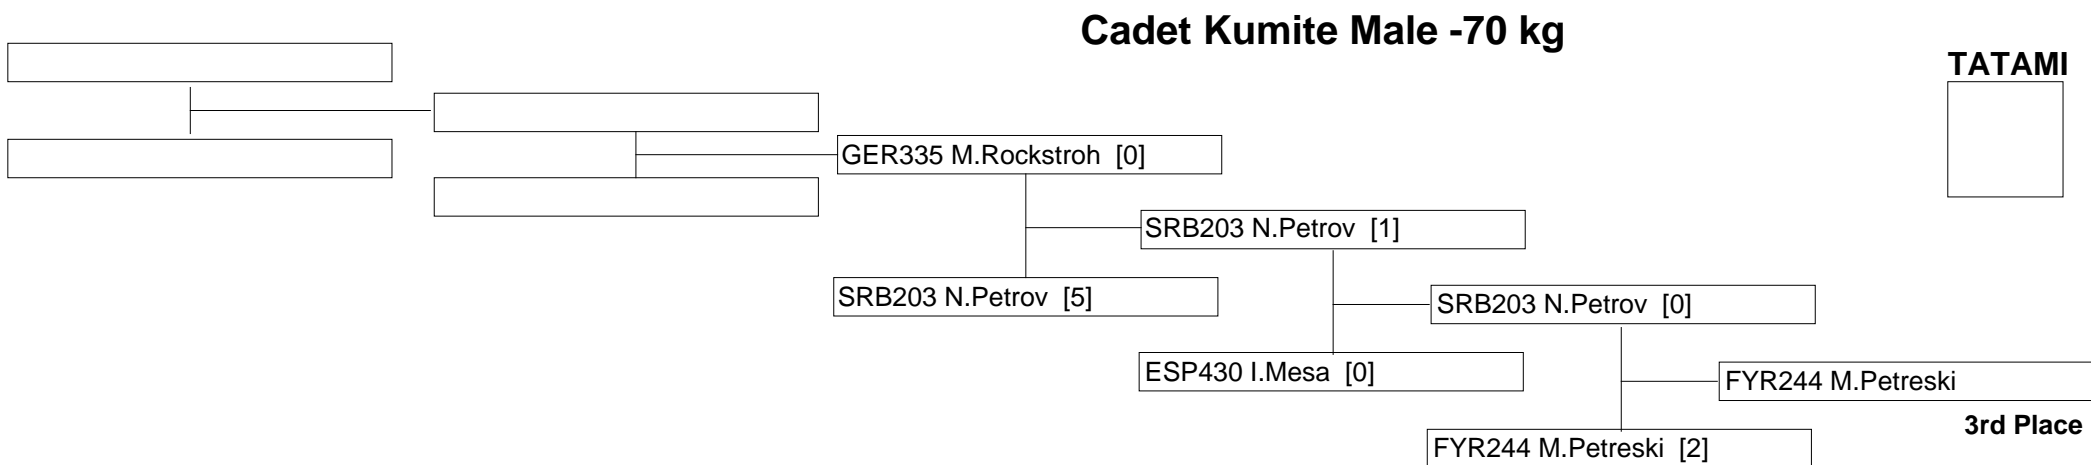 Cadet Kumite Male -70 kg
TATAMI
GER335 M.Rockstroh [0]
SRB203 N.Petrov [1]
SRB203 N.Petrov [5]
SRB203 N.Petrov [0]
ESP430 I.Mesa [0]
FYR244 M.Petreski
3rd Place
FYR244 M.Petreski [2]